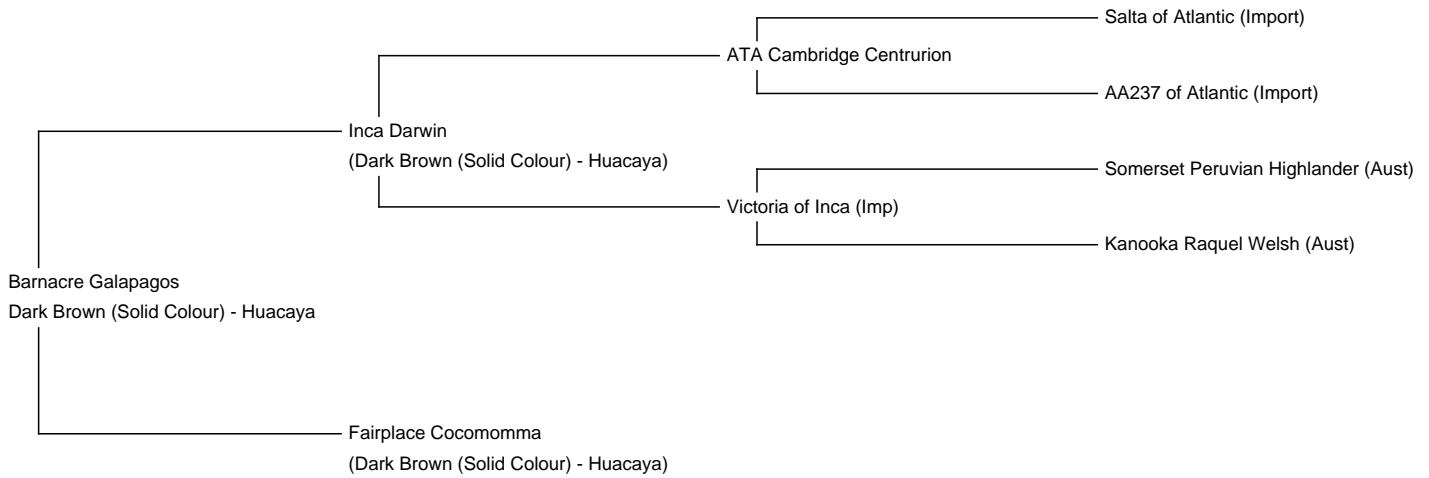 Salta of Atlantic (Import)
ATA Cambridge Centrurion
AA237 of Atlantic (Import)
Inca Darwin
(Dark Brown (Solid Colour) - Huacaya)
Somerset Peruvian Highlander (Aust)
Victoria of Inca (Imp)
Kanooka Raquel Welsh (Aust)
Barnacre Galapagos
Dark Brown (Solid Colour) - Huacaya
Fairplace Cocomomma
(Dark Brown (Solid Colour) - Huacaya)